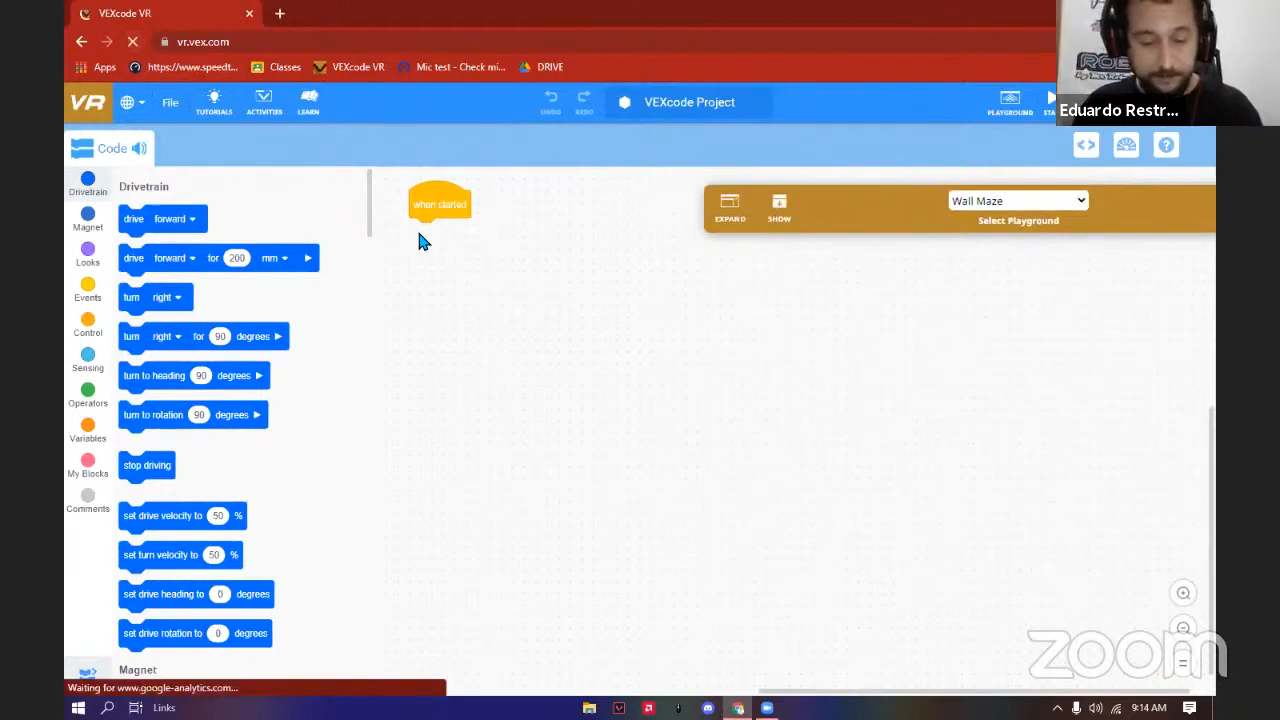 VEXcode VR
vr.vex.com
Apps
https://www.speedt...
Classes
VEXcode VR
Mic test - Check mi...
DRIVE
VR
File
TUTORIALS
ACTIVITIES
LEARN
UNDO
REDO
VEXcode Project
PLAYGROUND
Eduardo Restr...
Code
Drivetrain
Magnet
Looks
Events
Control
Sensing
Operators
Variables
My Blocks
Comments
Drivetrain
drive forward
drive forward for 200 mm
turn right
turn right for 90 degrees
turn to heading 90 degrees
turn to rotation 90 degrees
stop driving
set drive velocity to 50 %
set turn velocity to 50 %
set drive heading to 0 degrees
set drive rotation to 0 degrees
Magnet
when started
EXPAND
SHOW
Wall Maze
Select Playground
zoom
Waiting for www.google-analytics.com...
Links
9:14 AM